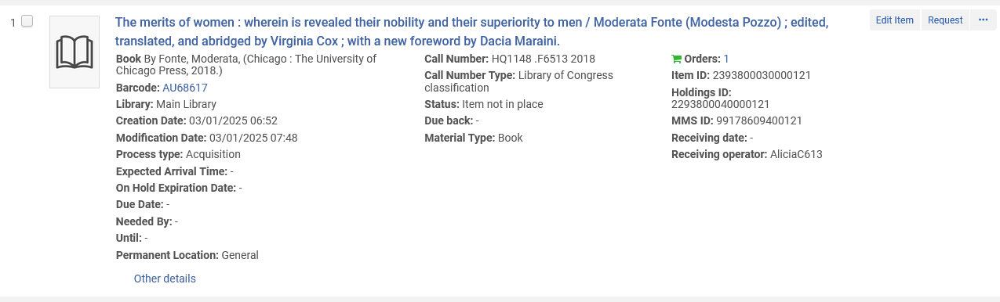 1
The merits of women : wherein is revealed their nobility and their superiority to men / Moderata Fonte (Modesta Pozzo) ; edited,
translated, and abridged by Virginia Cox ; with a new foreword by Dacia Maraini.
Edit Item Request ···
Book By Fonte, Moderata, (Chicago : The University of
Chicago Press, 2018.)
Barcode: AU68617
Library: Main Library
Creation Date: 03/01/2025 06:52
Modification Date: 03/01/2025 07:48
Process type: Acquisition
Expected Arrival Time: -
On Hold Expiration Date: -
Due Date: -
Needed By: -
Until: -
Permanent Location: General
Call Number: HQ1148 .F6513 2018
Call Number Type: Library of Congress
classification
Status: Item not in place
Due back: -
Material Type: Book
Orders: 1
Item ID: 2393800030000121
Holdings ID:
2293800040000121
MMS ID: 99178609400121
Receiving date: -
Receiving operator: AliciaC613
Other details